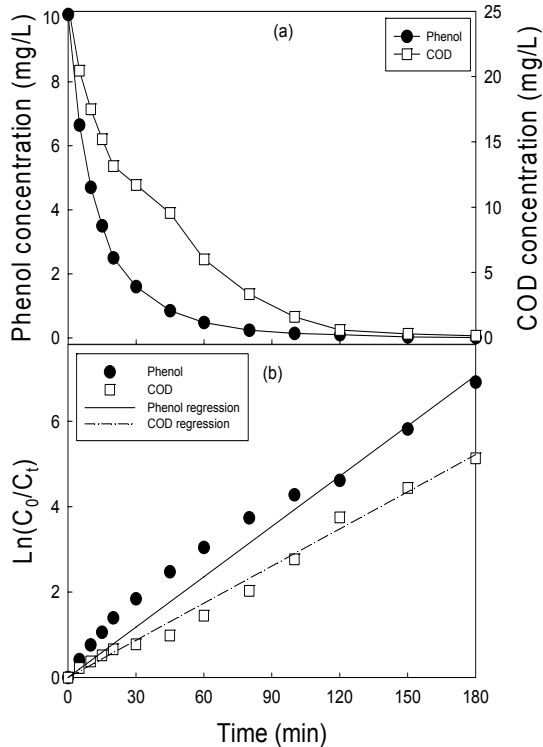 (a)
Phenol
COD
Phenol concentration (mg/L)
10
8
6
4
2
0
COD concentration (mg/L)
25
20
15
10
5
0
(b)
Phenol
COD
Phenol regression
COD regression
Ln(C₀/Cₜ)
6
4
2
0
0 30 60 90 120 150 180
Time (min)